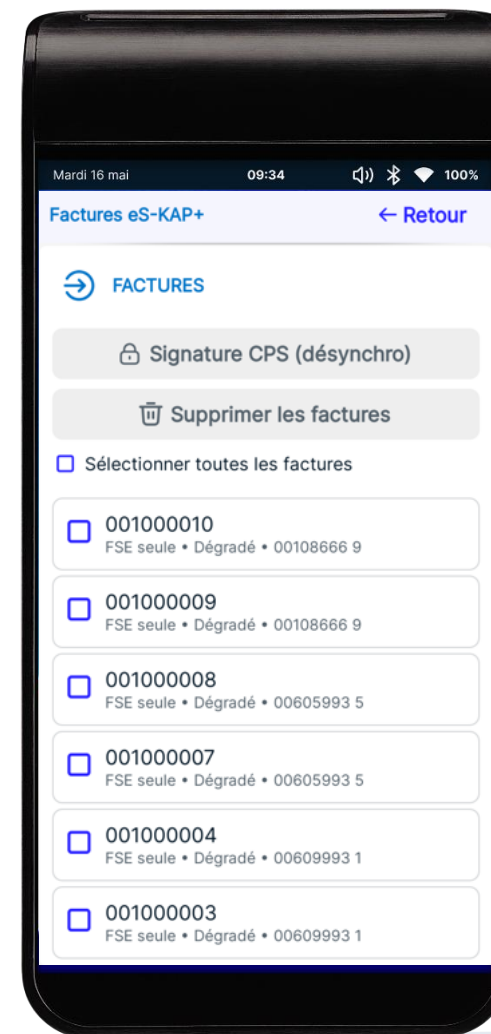 Mardi 16 mai 09:34 100%
Factures eS-KAP+ ← Retour
FACTURES
Signature CPS (désynchro)
Supprimer les factures
Sélectionner toutes les factures
001000010
FSE seule • Dégradé • 00108666 9
001000009
FSE seule • Dégradé • 00108666 9
001000008
FSE seule • Dégradé • 00605993 5
001000007
FSE seule • Dégradé • 00605993 5
001000004
FSE seule • Dégradé • 00609993 1
001000003
FSE seule • Dégradé • 00609993 1